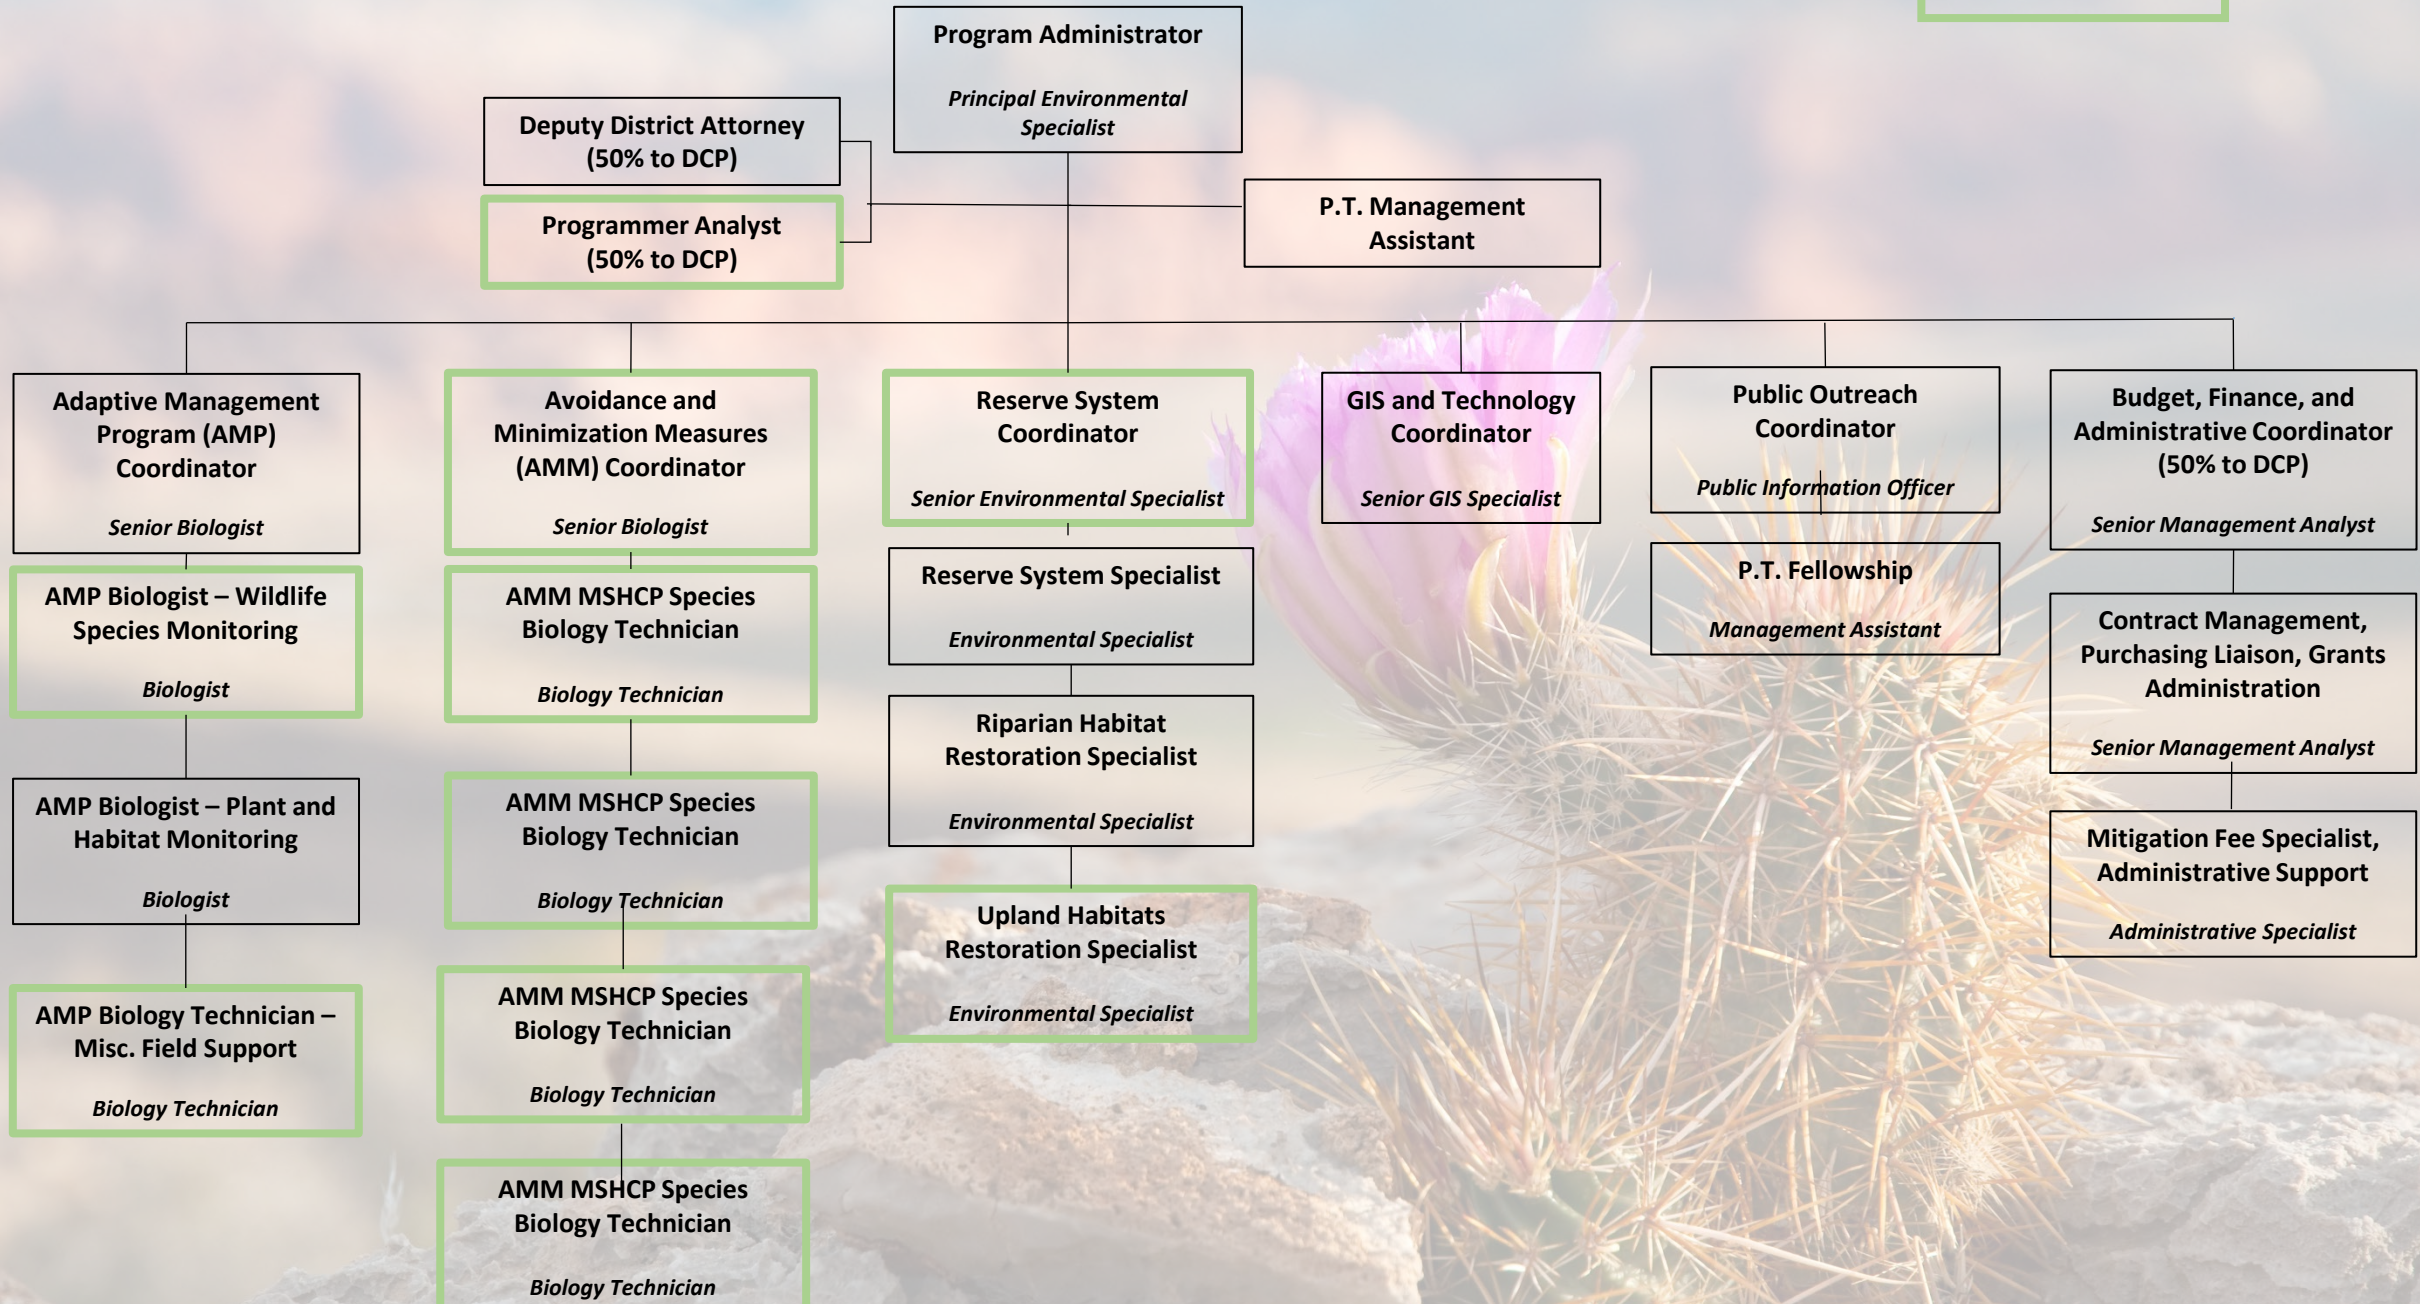 Program Administrator
Principal Environmental
Specialist
Deputy District Attorney
(50% to DCP)
Programmer Analyst
(50% to DCP)
P.T. Management
Assistant
Adaptive Management
Program (AMP)
Coordinator
Senior Biologist
AMP Biologist – Wildlife
Species Monitoring
Biologist
AMP Biologist – Plant and
Habitat Monitoring
Biologist
AMP Biology Technician –
Misc. Field Support
Biology Technician
Avoidance and
Minimization Measures
(AMM) Coordinator
Senior Biologist
AMM MSHCP Species
Biology Technician
Biology Technician
AMM MSHCP Species
Biology Technician
Biology Technician
AMM MSHCP Species
Biology Technician
Biology Technician
AMM MSHCP Species
Biology Technician
Biology Technician
Reserve System
Coordinator
Senior Environmental Specialist
Reserve System Specialist
Environmental Specialist
Riparian Habitat
Restoration Specialist
Environmental Specialist
Upland Habitats
Restoration Specialist
Environmental Specialist
GIS and Technology
Coordinator
Senior GIS Specialist
Public Outreach
Coordinator
Public Information Officer
P.T. Fellowship
Management Assistant
Budget, Finance, and
Administrative Coordinator
(50% to DCP)
Senior Management Analyst
Contract Management,
Purchasing Liaison, Grants
Administration
Senior Management Analyst
Mitigation Fee Specialist,
Administrative Support
Administrative Specialist